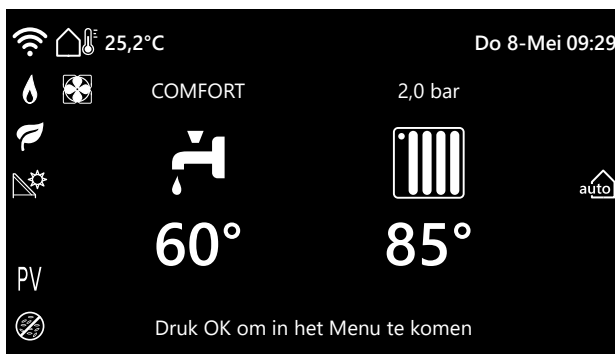 25,2°C
Do 8-Mei 09:29
COMFORT
2,0 bar
auto
60°
85°
PV
Druk OK om in het Menu te komen